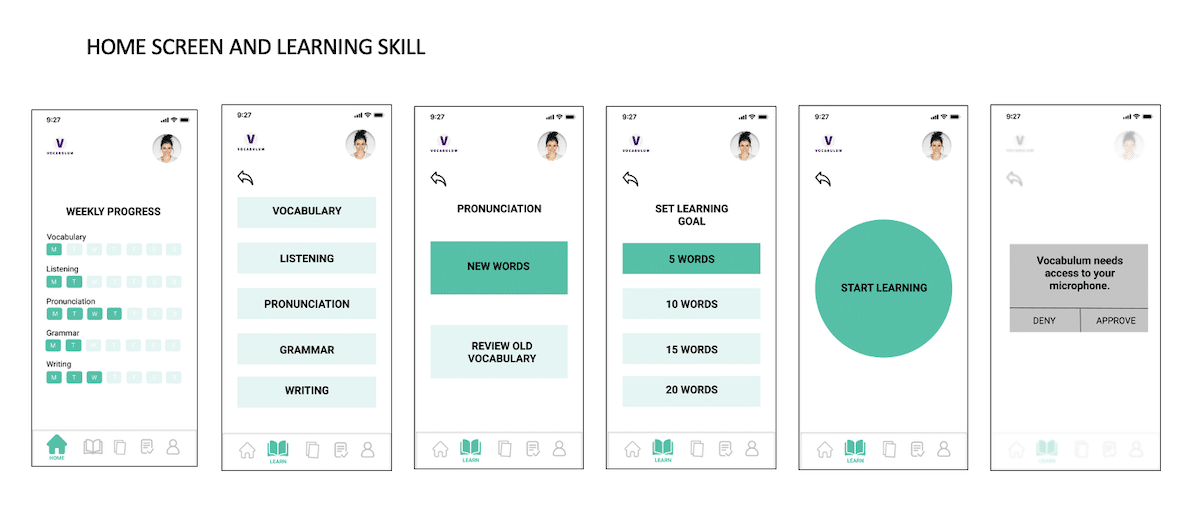 HOME SCREEN AND LEARNING SKILL
9:27
V
VOCABULUM
WEEKLY PROGRESS
Vocabulary
M T W T F S S
Listening
M T W T F S S
Pronunciation
M T W T F S S
Grammar
M T W T F S S
Writing
M T W T F S S
HOME
9:27
V
VOCABULUM
VOCABULARY
LISTENING
PRONUNCIATION
GRAMMAR
WRITING
LEARN
9:27
V
VOCABULUM
PRONUNCIATION
NEW WORDS
REVIEW OLD
VOCABULARY
LEARN
9:27
V
VOCABULUM
SET LEARNING
GOAL
5 WORDS
10 WORDS
15 WORDS
20 WORDS
LEARN
9:27
V
VOCABULUM
START LEARNING
LEARN
9:27
V
VOCABULUM
Vocabulum needs
access to your
microphone.
DENY APPROVE
LEARN